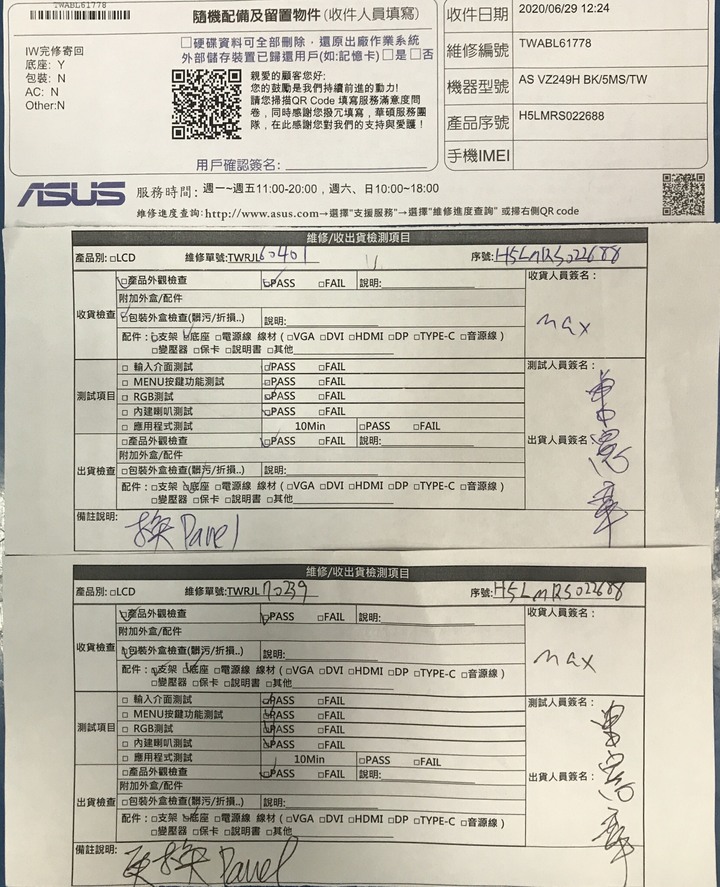 TWABL61778
隨機配備及留置物件(收件人員填寫)
IW完修寄回
底座: Y
包裝: N
AC: N
Other:N
□硬碟資料可全部刪除，還原出廠作業系統
外部儲存裝置已歸還用戶(如:記憶卡)□是□否
親愛的顧客您好:
您的鼓勵是我們持續前進的動力!
請您掃描QR Code 填寫服務滿意度問
卷，同時感謝您撥冗填寫，華碩服務團
隊，在此感謝您對我們的支持與愛護!
用戶確認簽名:
收件日期 2020/06/29 12:24
維修編號 TWABL61778
機器型號 AS VZ249H BK/5MS/TW
產品序號 H5LMRS022688
手機IMEI
ASUS 服務時間: 週一~週五11:00-20:00，週六、日10:00~18:00
維修進度查詢:http://www.asus.com→選擇"支援服務"→選擇"維修進度查詢" 或掃右側QR code
維修/收出貨檢測項目
產品別: □LCD 維修單號:TWRJL60401 序號:H5LMRS022688
收貨檢查 □產品外觀檢查 □PASS □FAIL 說明: 收貨人員簽名:
附加外盒/配件
□包裝外盒檢查(髒污/折損..) 說明: max
配件: □支架 □底座 □電源線 線材 ( □VGA □DVI □HDMI □DP □TYPE-C □音源線 )
□變壓器 □保卡 □說明書 □其他
測試項目 □ 輸入介面測試 □PASS □FAIL 測試人員簽名:
□ MENU按鍵功能測試 □PASS □FAIL
□ RGB測試 □PASS □FAIL
□ 內建喇叭測試 □PASS □FAIL
□ 應用程式測試 10Min □PASS □FAIL
出貨檢查 □產品外觀檢查 □PASS □FAIL 說明: 出貨人員簽名:
附加外盒/配件
□包裝外盒檢查(髒污/折損..) 說明:
配件: □支架 □底座 □電源線 線材 ( □VGA □DVI □HDMI □DP □TYPE-C □音源線 )
□變壓器 □保卡 □說明書 □其他
備註說明: 換 Panel
維修/收出貨檢測項目
產品別: □LCD 維修單號:TWRJL70239 序號:H5LMRS022688
收貨檢查 □產品外觀檢查 □PASS □FAIL 說明: 收貨人員簽名:
附加外盒/配件
□包裝外盒檢查(髒污/折損..) 說明: max
配件: □支架 □底座 □電源線 線材 ( □VGA □DVI □HDMI □DP □TYPE-C □音源線 )
□變壓器 □保卡 □說明書 □其他
測試項目 □ 輸入介面測試 □PASS □FAIL 測試人員簽名:
□ MENU按鍵功能測試 □PASS □FAIL
□ RGB測試 □PASS □FAIL
□ 內建喇叭測試 □PASS □FAIL
□ 應用程式測試 10Min □PASS □FAIL
出貨檢查 □產品外觀檢查 □PASS □FAIL 說明: 出貨人員簽名:
附加外盒/配件
□包裝外盒檢查(髒污/折損..) 說明:
配件: □支架 □底座 □電源線 線材 ( □VGA □DVI □HDMI □DP □TYPE-C □音源線 )
□變壓器 □保卡 □說明書 □其他
備註說明: 更換 Panel